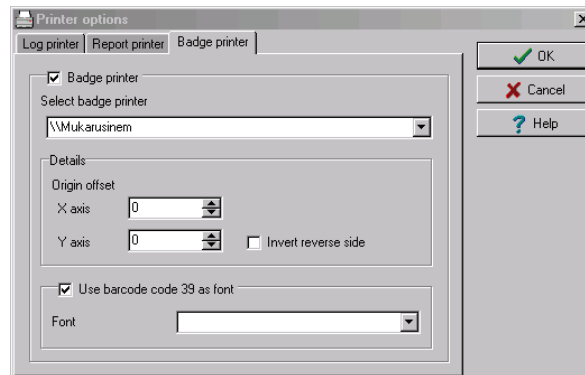 Printer options
Log printer Report printer Badge printer
OK
Cancel
? Help
Badge printer
Select badge printer
\\Mukarusinem
Details
Origin offset
X axis 0
Y axis 0 Invert reverse side
Use barcode code 39 as font
Font